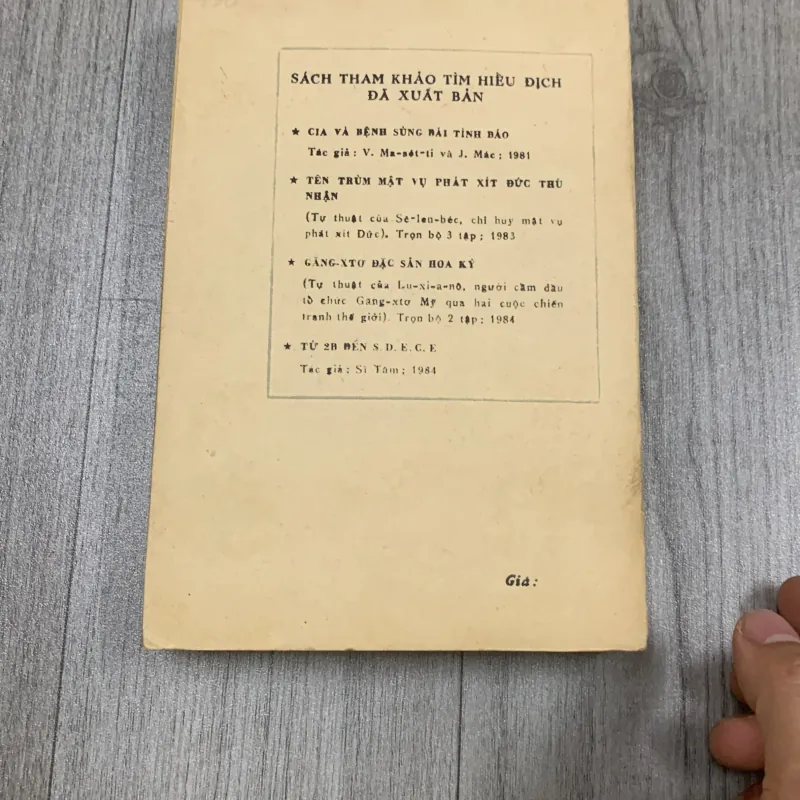 SÁCH THAM KHẢO TÌM HIỂU ĐỊCH
ĐÃ XUẤT BẢN
★ CIA VÀ BỆNH SÙNG BÁI TÌNH BÁO
Tác giả : V. Ma-sét-ti và J. Mác ; 1981
★ TÊN TRÙM MẬT VỤ PHÁT XÍT ĐỨC THÚ
NHẬN
(Tự thuật của Sê-len-béc, chỉ huy mật vụ
phát xít Đức). Trọn bộ 3 tập ; 1983
★ GĂNG-XTƠ ĐẶC SẢN HOA KỲ
(Tự thuật của Lu-xi-a-nô, người cầm đầu
tổ chức Găng-xtơ Mỹ qua hai cuộc chiến
tranh thế giới). Trọn bộ 2 tập ; 1984
★ TỪ 2B ĐẾN S. D. E. C. E
Tác giả : Sĩ Tâm ; 1984
Giá :